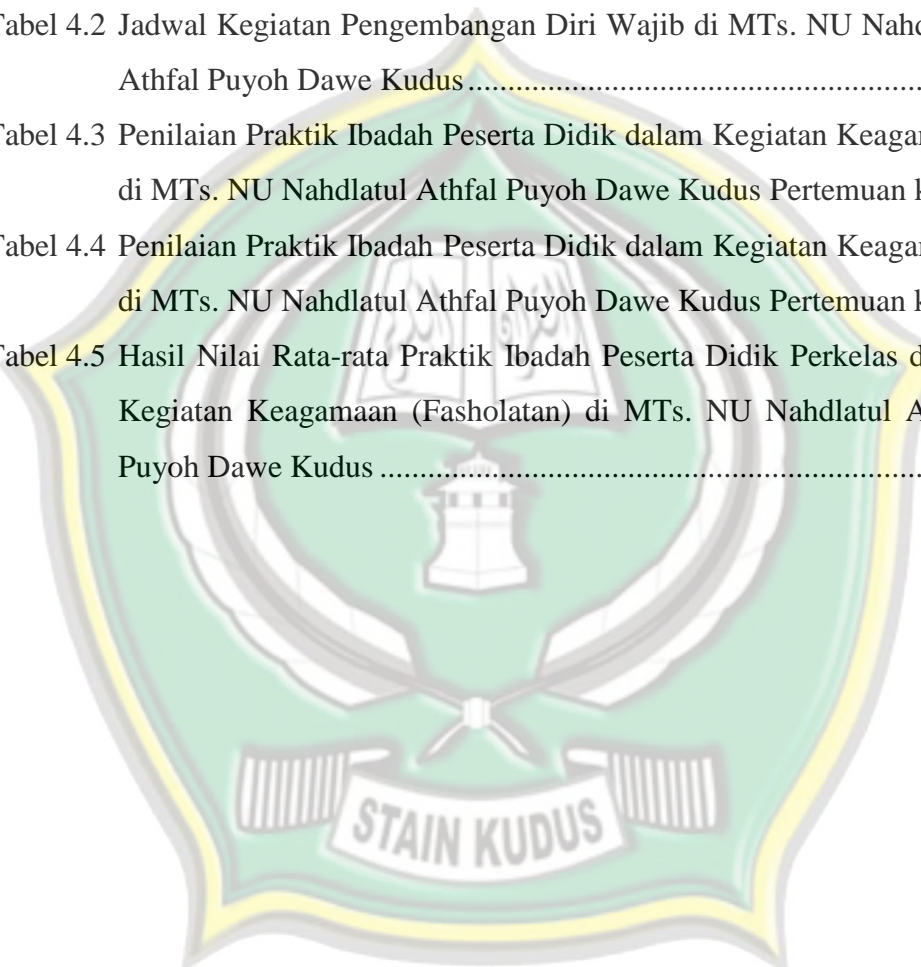 Tabel 4.2 Jadwal Kegiatan Pengembangan Diri Wajib di MTs. NU
Athfal Puyoh Dawe Kudus
Tabel 4.3 Penilaian Praktik Ibadah Peserta Didik dalam Kegiatan
di MTs. NU Nahdlatul Athfal Puyoh Dawe Kudus Pertemuan
Tabel 4.4 Penilaian Praktik Ibadah Peserta Didik dalam Kegiatan
di MTs. NU Nahdlatul Athfal Puyoh Dawe Kudus Pertemuan
Tabel 4.5 Hasil Nilai Rata-rata Praktik Ibadah Peserta Didik Perkelas
Kegiatan Keagamaan (Fasholatan) di MTs. NU Nahdlatul
Puyoh Dawe Kudus
STAIN KUDUS